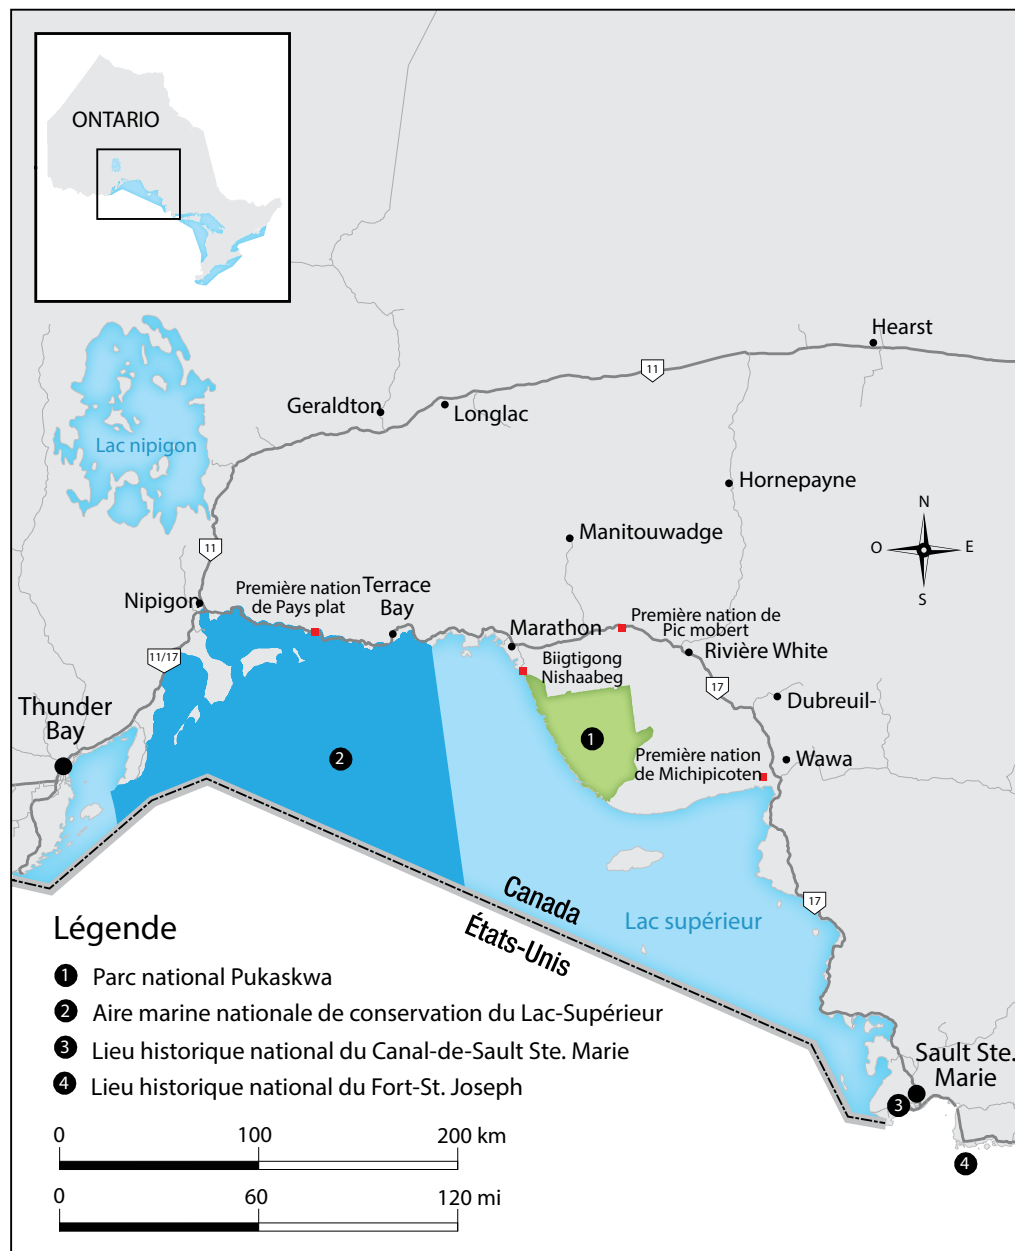 ONTARIO
Hearst
11
Geraldton
Longlac
Lac nipigon
Hornepayne
N
O
E
S
Manitouwadge
11
Nipigon
Première nation
de Pays plat
Terrace
Bay
Première nation de
Pic mobert
Marathon
Rivière White
11/17
Biigtigong
Nishaabeg
17
Dubreuil-
Thunder
Bay
1
2
Première nation
de Michipicoten
Wawa
Canada
États-Unis
Lac supérieur
17
Légende
1 Parc national Pukaskwa
2 Aire marine nationale de conservation du Lac-Supérieur
3 Lieu historique national du Canal-de-Sault Ste. Marie
4 Lieu historique national du Fort-St. Joseph
Sault Ste.
Marie
3
4
0 100 200 km
0 60 120 mi